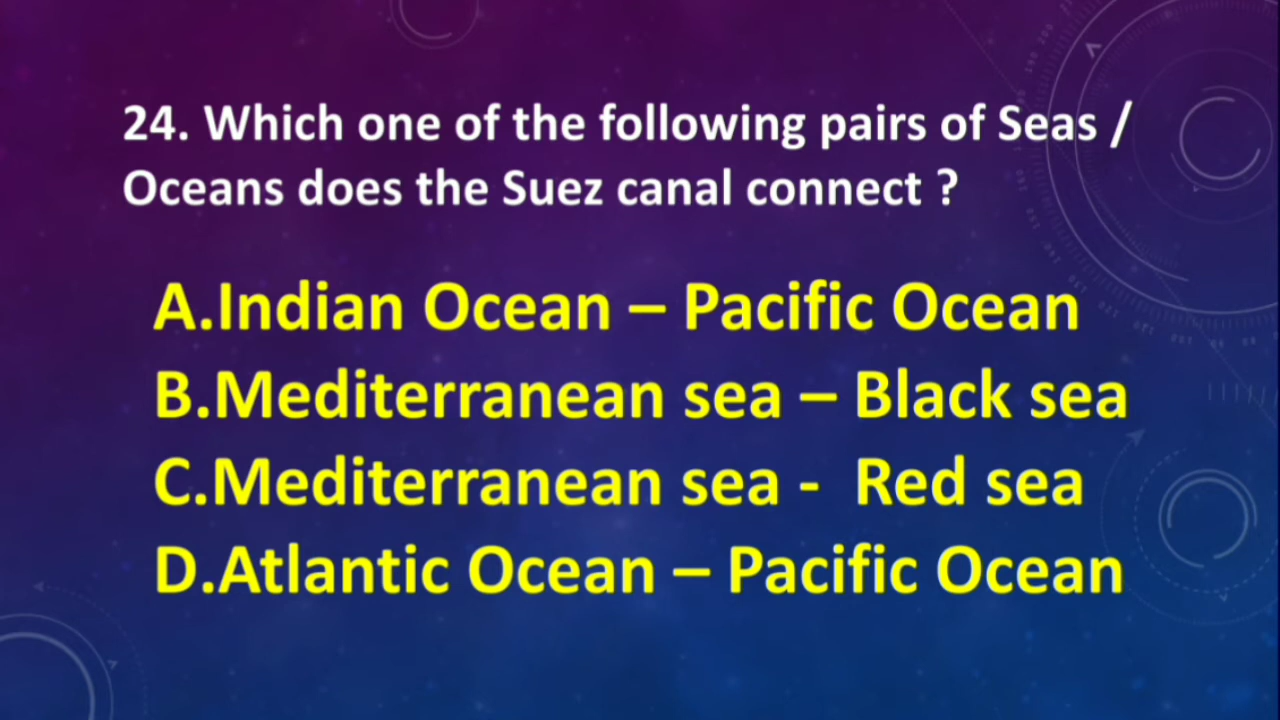 24. Which one of the following pairs of Seas /
Oceans does the Suez canal connect ?
A.Indian Ocean – Pacific Ocean
B.Mediterranean sea – Black sea
C.Mediterranean sea -  Red sea
D.Atlantic Ocean – Pacific Ocean